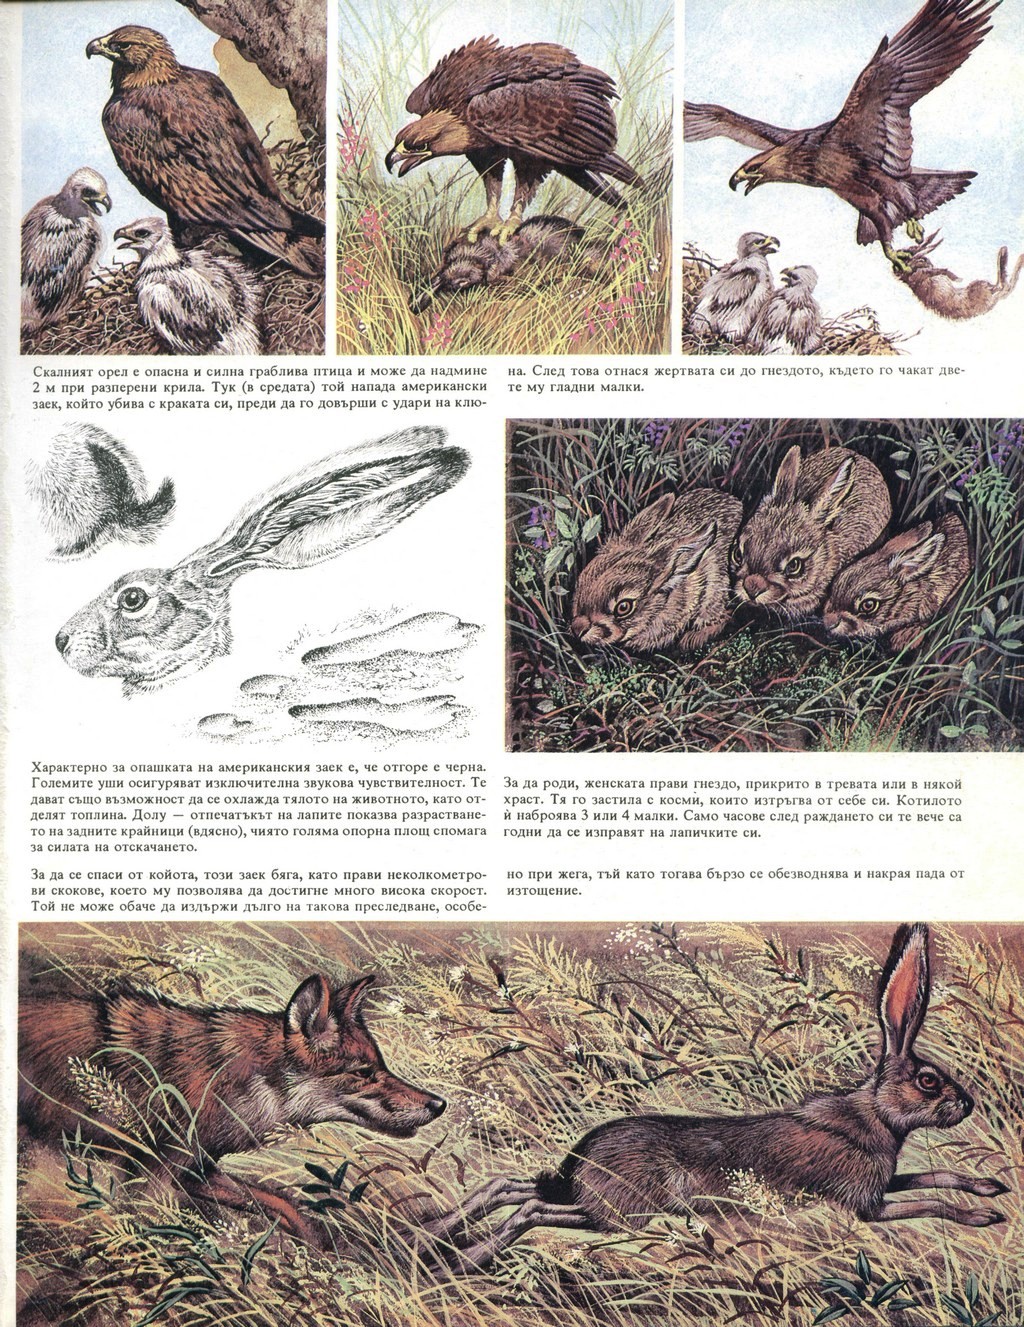 Скалният орел е опасна и силна граблива птица и може да надмине
2 м при разперени крила. Тук (в средата) той напада американски
заек, който убива с краката си, преди да го довърши с удари на клю-
на. След това отнася жертвата си до гнездото, където го чакат две-
те му гладни малки.
Характерно за опашката на американския заек е, че отгоре е черна.
Големите уши осигуряват изключителна звукова чувствителност. Те
дават също възможност да се охлажда тялото на животното, като от-
делят топлина. Долу — отпечатъкът на лапите показва разрастване-
то на задните крайници (вдясно), чиято голяма опорна площ спомага
за силата на отскачането.
За да роди, женската прави гнездо, прикрито в тревата или в някой
храст. Тя го застила с косми, които изтръгва от себе си. Котилото
ѝ наброява 3 или 4 малки. Само часове след раждането си те вече са
годни да се изправят на лапичките си.
За да се спаси от койота, този заек бяга, като прави неколкометро-
ви скокове, което му позволява да достигне много висока скорост.
Той не може обаче да издържи дълго на такова преследване, особе-
но при жега, тъй като тогава бързо се обезводнява и накрая пада от
изтощение.